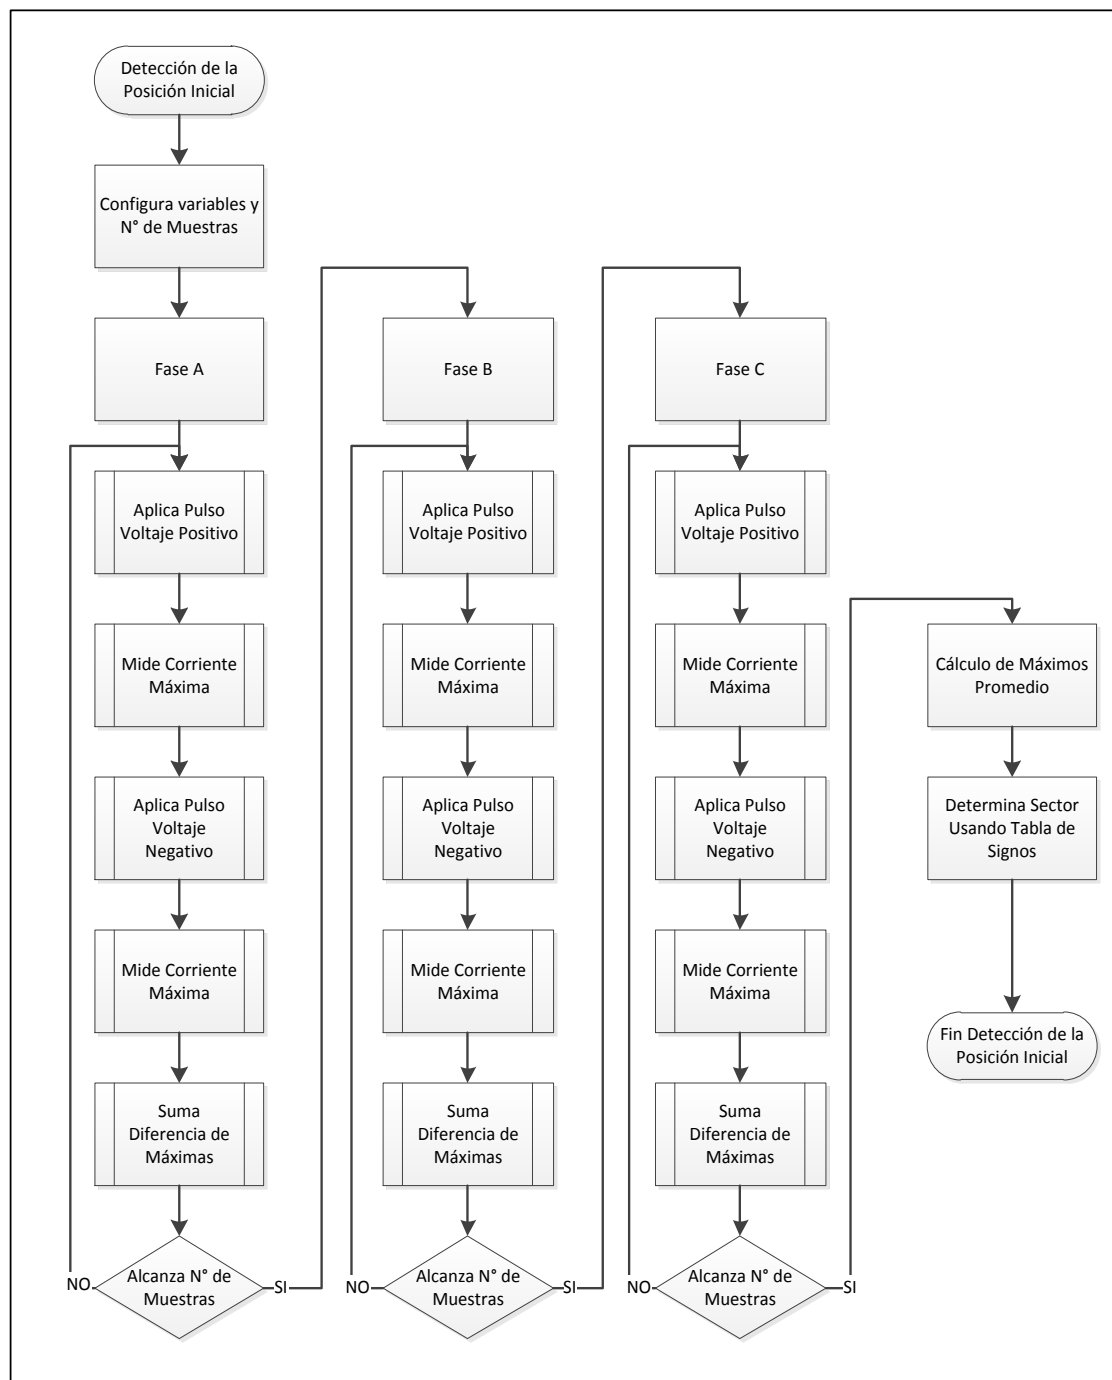 Detección de la
Posición Inicial
Configura variables y
N° de Muestras
Fase A
Aplica Pulso
Voltaje Positivo
Mide Corriente
Máxima
Aplica Pulso
Voltaje
Negativo
Mide Corriente
Máxima
Suma
Diferencia de
Máximas
Alcanza N° de
Muestras
NO
SI
Fase B
Aplica Pulso
Voltaje Positivo
Mide Corriente
Máxima
Aplica Pulso
Voltaje
Negativo
Mide Corriente
Máxima
Suma
Diferencia de
Máximas
Alcanza N° de
Muestras
NO
SI
Fase C
Aplica Pulso
Voltaje Positivo
Mide Corriente
Máxima
Aplica Pulso
Voltaje
Negativo
Mide Corriente
Máxima
Suma
Diferencia de
Máximas
Alcanza N° de
Muestras
NO
SI
Cálculo de Máximos
Promedio
Determina Sector
Usando Tabla de
Signos
Fin Detección de la
Posición Inicial